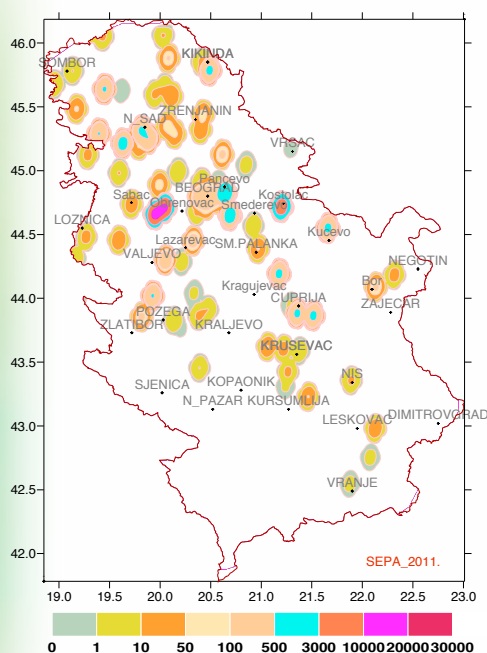 46.0
KIKINDA
SOMBOR
45.5
ZRENJANIN
N_SAD
VRSAC
45.0
Pancevo
BEOGRAD
Sabac
Obrenovac
Smederevo
Kostolac
44.5
LOZNICA
Kucevo
Lazarevac
SM.PALANKA
VALJEVO
NEGOTIN
Kragujevac
Bor
44.0
CUPRIJA
ZAJECAR
POZEGA
ZLATIBOR
KRALJEVO
43.5
KRUSEVAC
NIS
KOPAONIK
SJENICA
N_PAZAR
KURSUMLIJA
43.0
LESKOVAC
DIMITROVGRAD
42.5
VRANJE
42.0
SEPA_2011.
19.0 19.5 20.0 20.5 21.0 21.5 22.0 22.5 23.0
0 1 10 50 100 500 3000 10000 20000 30000